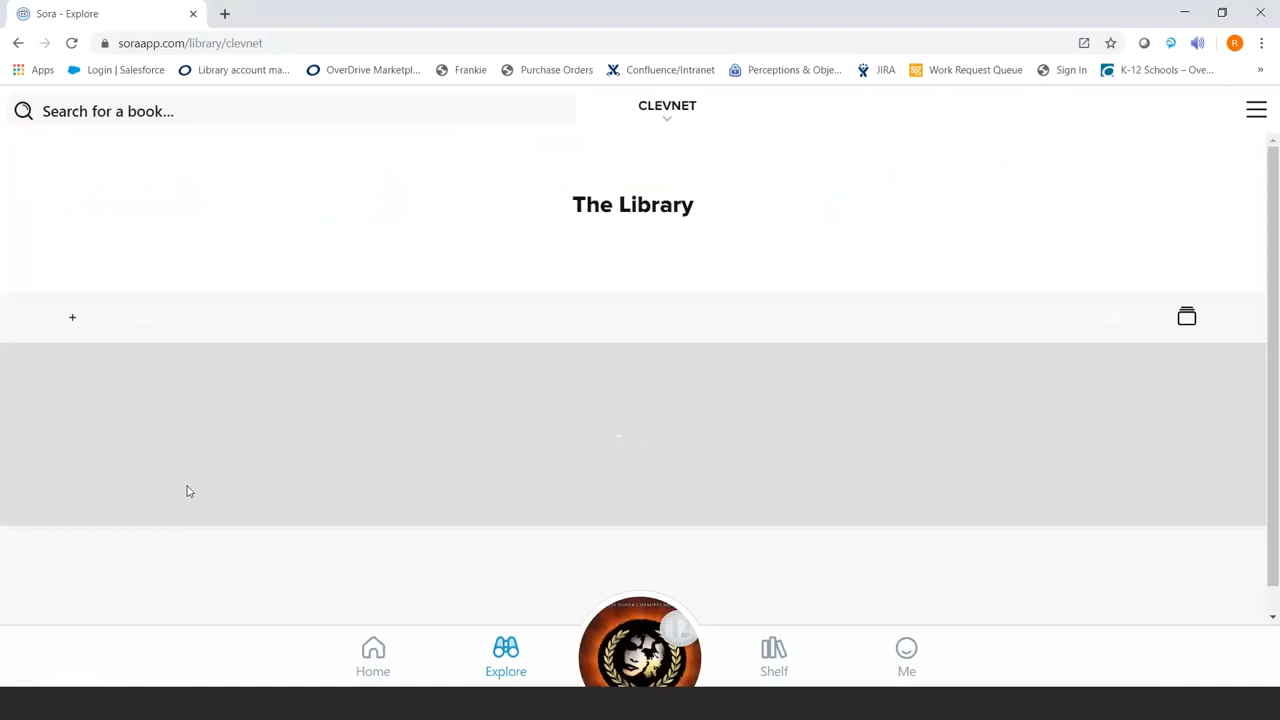 Sora - Explore
soraapp.com/library/clevnet
R
Apps
Login | Salesforce
Library account ma...
OverDrive Marketpl...
Frankie
Purchase Orders
Confluence/Intranet
Perceptions & Obje...
JIRA
sg
Work Request Queue
Sign In
K-12 Schools – Ove...
»
Search for a book...
CLEVNET
The Library
+
Home
Explore
Shelf
Me